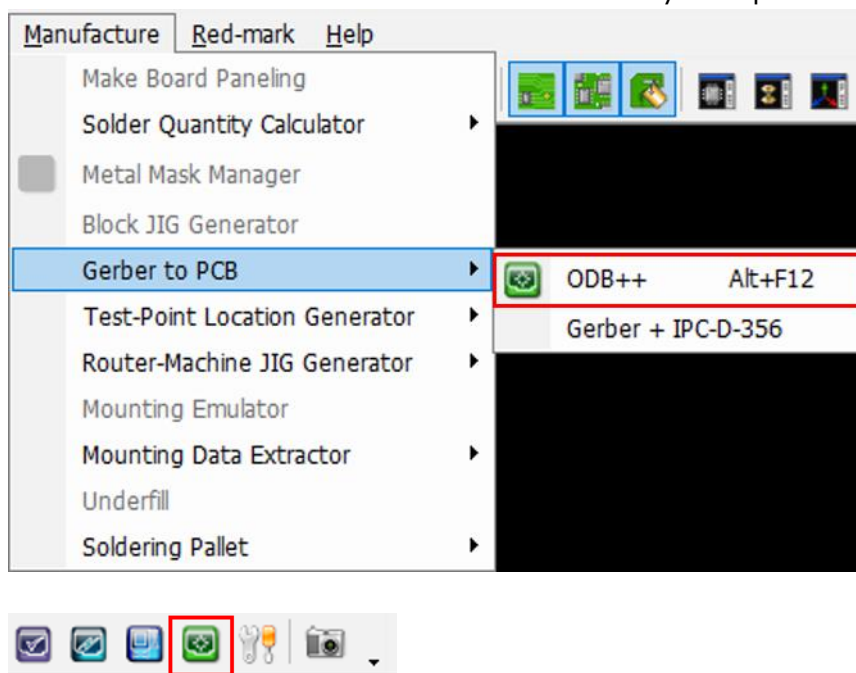 Manufacture Red-mark Help
Make Board Paneling
Solder Quantity Calculator
Metal Mask Manager
Block JIG Generator
Gerber to PCB
ODB++ Alt+F12
Test-Point Location Generator
Gerber + IPC-D-356
Router-Machine JIG Generator
Mounting Emulator
Mounting Data Extractor
Underfill
Soldering Pallet